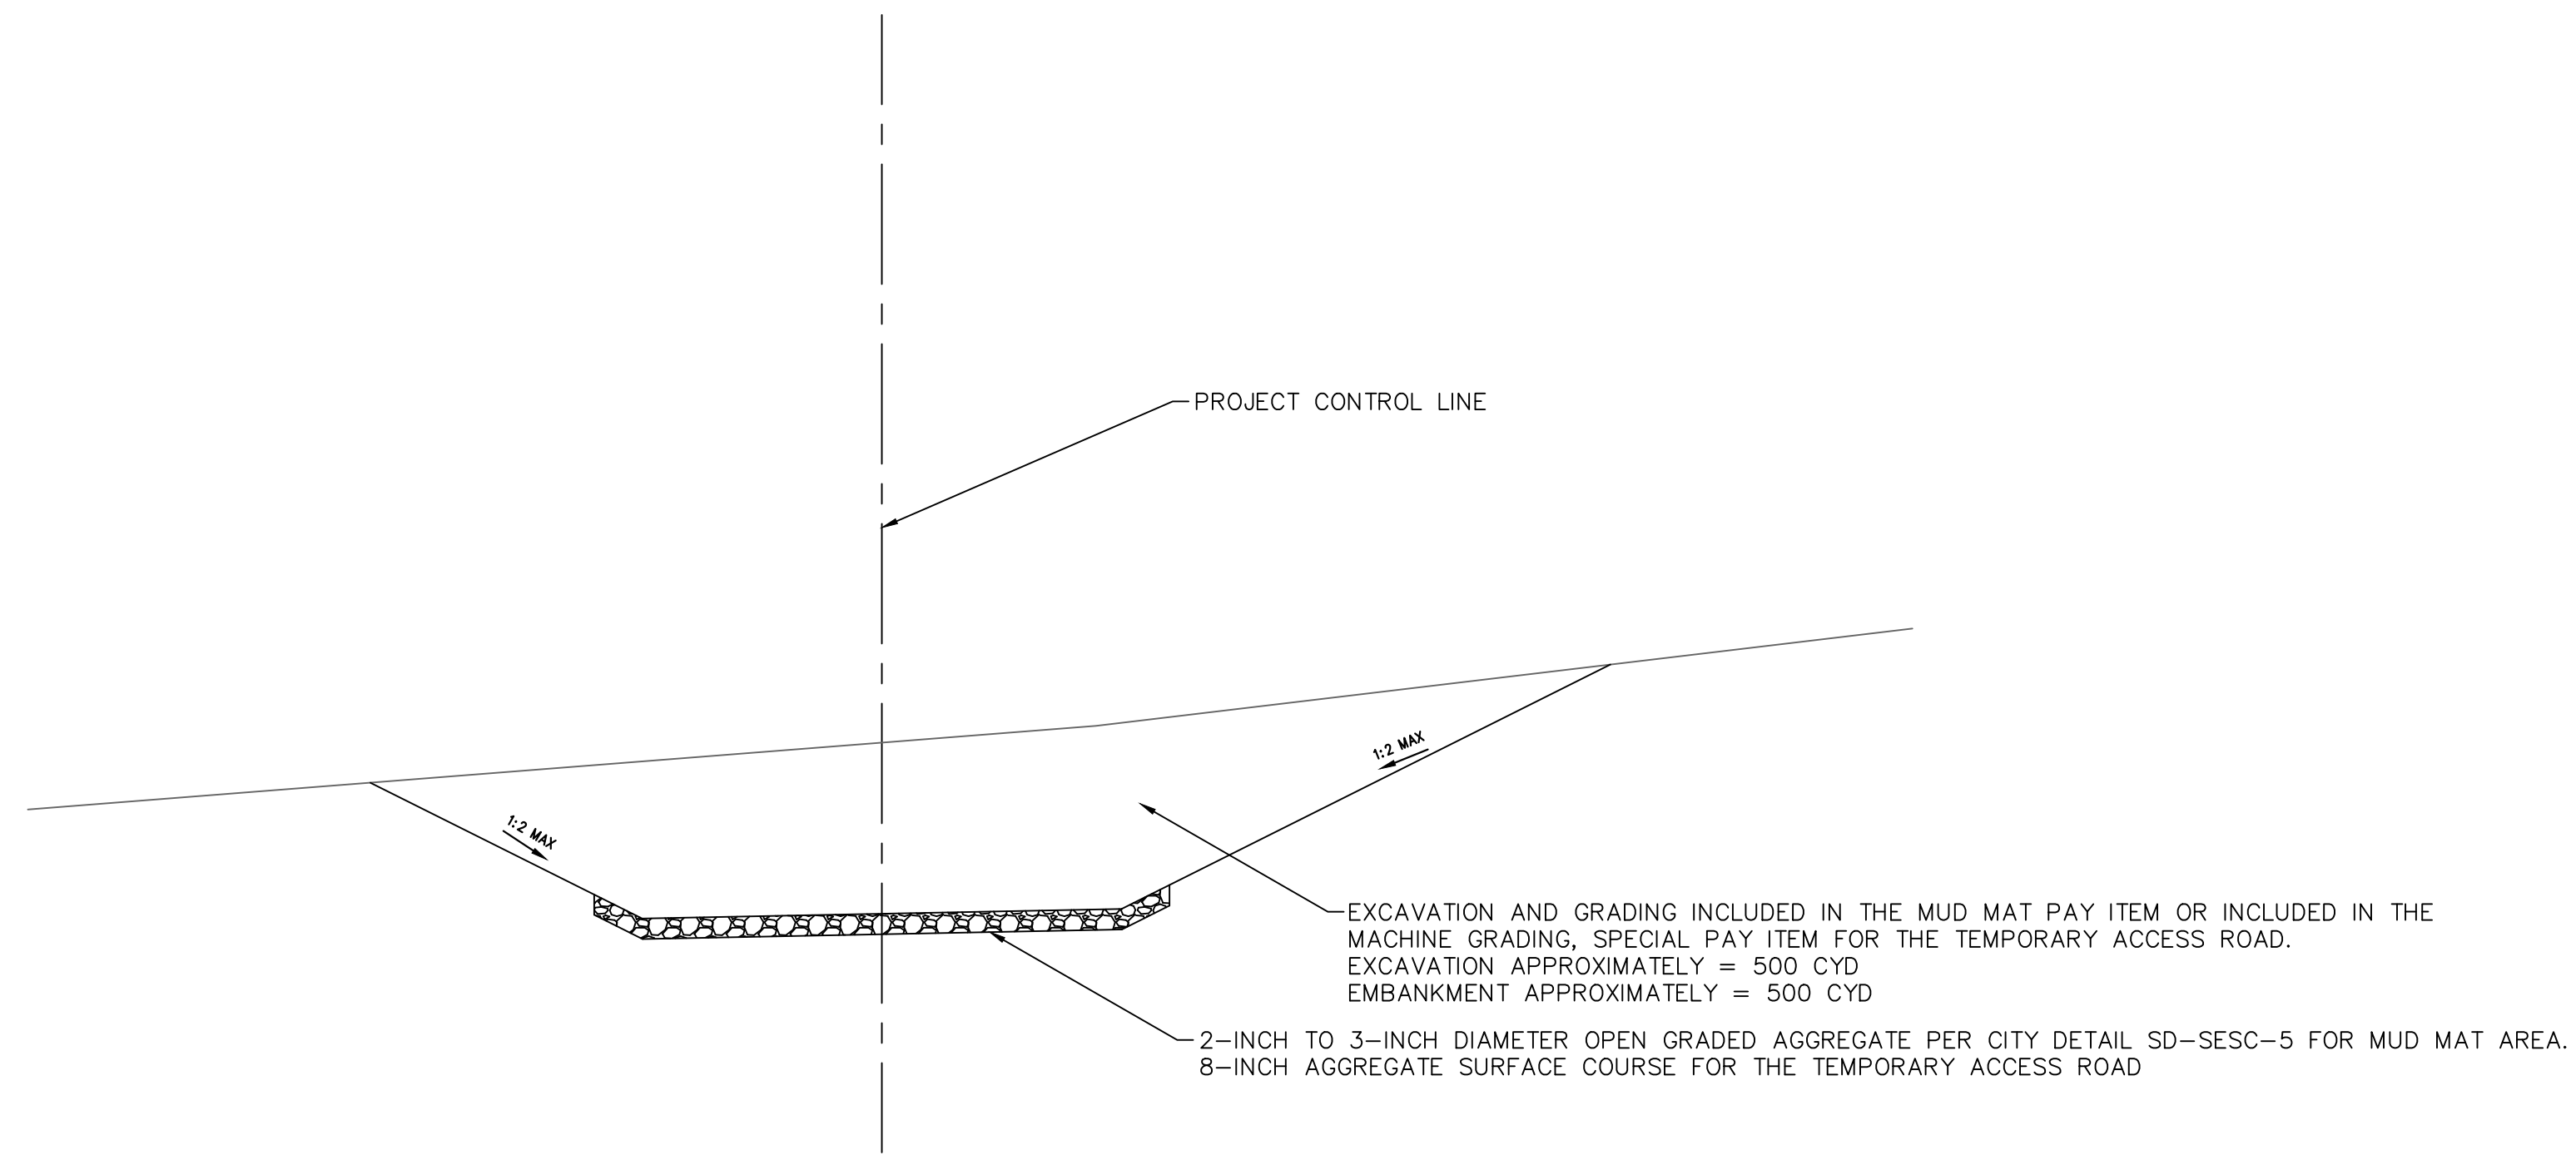 PROJECT CONTROL LINE
1:2 MAX
1:2 MAX
EXCAVATION AND GRADING INCLUDED IN THE MUD MAT PAY ITEM OR INCLUDED IN THE
MACHINE GRADING, SPECIAL PAY ITEM FOR THE TEMPORARY ACCESS ROAD.
EXCAVATION APPROXIMATELY = 500 CYD
EMBANKMENT APPROXIMATELY = 500 CYD
2-INCH TO 3-INCH DIAMETER OPEN GRADED AGGREGATE PER CITY DETAIL SD-SESC-5 FOR MUD MAT AREA.
8-INCH AGGREGATE SURFACE COURSE FOR THE TEMPORARY ACCESS ROAD